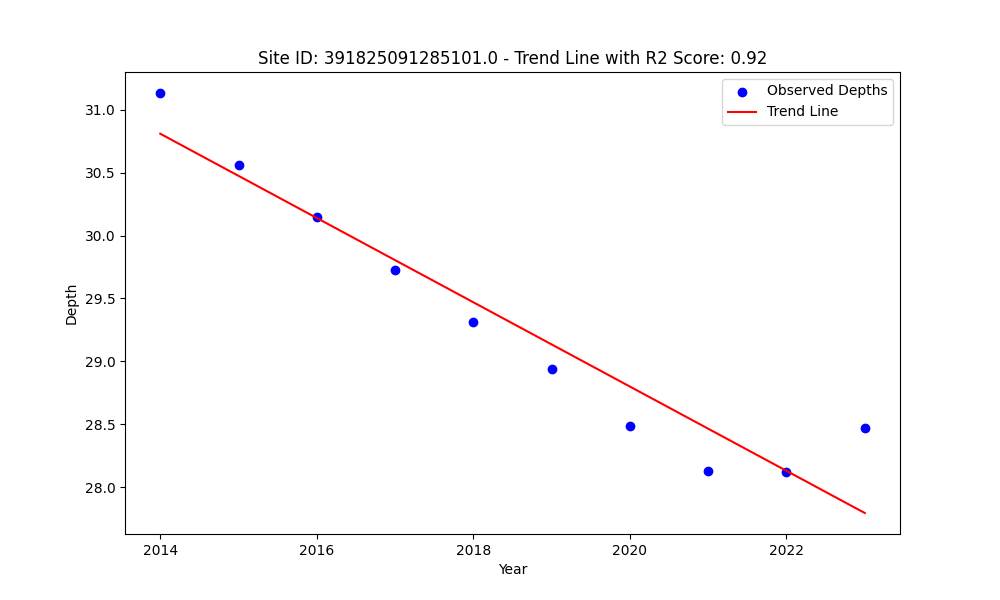 Site ID: 391825091285101.0 - Trend Line with R2 Score: 0.92
Observed Depths
Trend Line
31.0
30.5
30.0
29.5
29.0
28.5
28.0
Depth
2014
2016
2018
2020
2022
Year